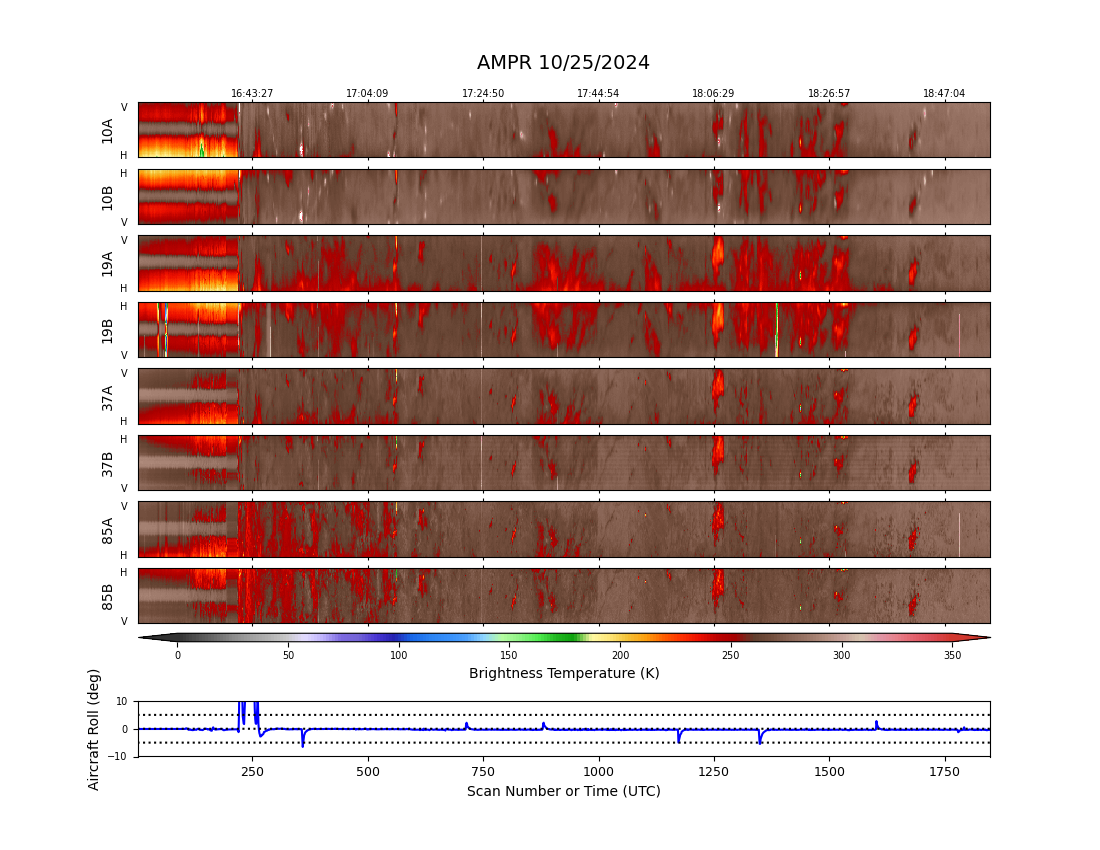 AMPR 10/25/2024
16:43:27 17:04:09 17:24:50 17:44:54 18:06:29 18:26:57 18:47:04
V
10A
H
H
10B
V
V
19A
H
H
19B
V
V
37A
H
H
37B
V
V
85A
H
H
85B
V
0 50 100 150 200 250 300 350
Brightness Temperature (K)
Aircraft Roll (deg)
10
0
−10
250 500 750 1000 1250 1500 1750
Scan Number or Time (UTC)